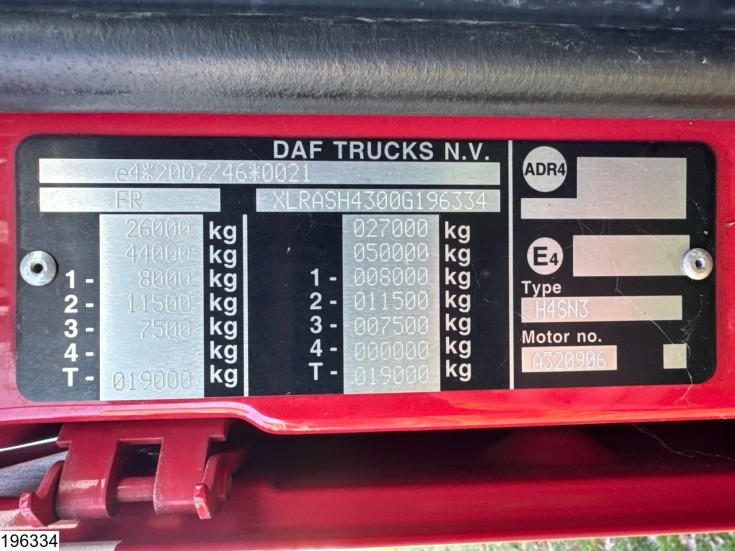 DAF TRUCKS N.V.
e4*2007/46*0021
FR XLRASH4300G196334
26000 kg 027000 kg
44000 kg 050000 kg
1- 8000 kg 1- 008000 kg
2- 11500 kg 2- 011500 kg
3- 7500 kg 3- 007500 kg
4- kg 4- 000000 kg
T- 019000 kg T- 019000 kg
ADR4
E4
Type
H4SN3
Motor no.
A320906
196334